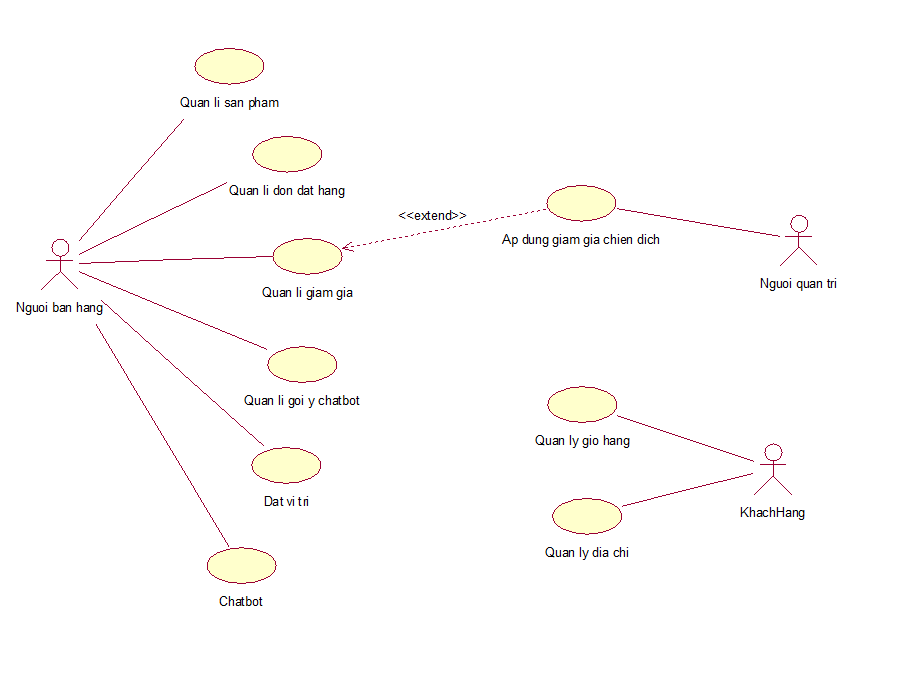 Quan li san pham
Quan li don dat hang
<<extend>>
Ap dung giam gia chien dich
Nguoi quan tri
Nguoi ban hang
Quan li giam gia
Quan li goi y chatbot
Quan ly gio hang
Dat vi tri
KhachHang
Quan ly dia chi
Chatbot